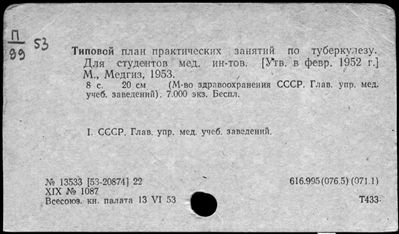 П/99 53
Типовой план практических занятий по туберкулезу.
Для студентов мед. ин-тов. [Утв. в февр. 1952 г.]
М., Медгиз, 1953.
8 с. 20 см (М-во здравоохранения СССР. Глав. упр. мед.
учеб. заведений). 7.000 экз. Беспл.
I. СССР. Глав. упр. мед. учеб. заведений.
№ 13533 [53-20874] 22
616.995(076.5) (071.1)
XIX № 1087
Всесоюз. кн. палата 13 VI 53
Т433